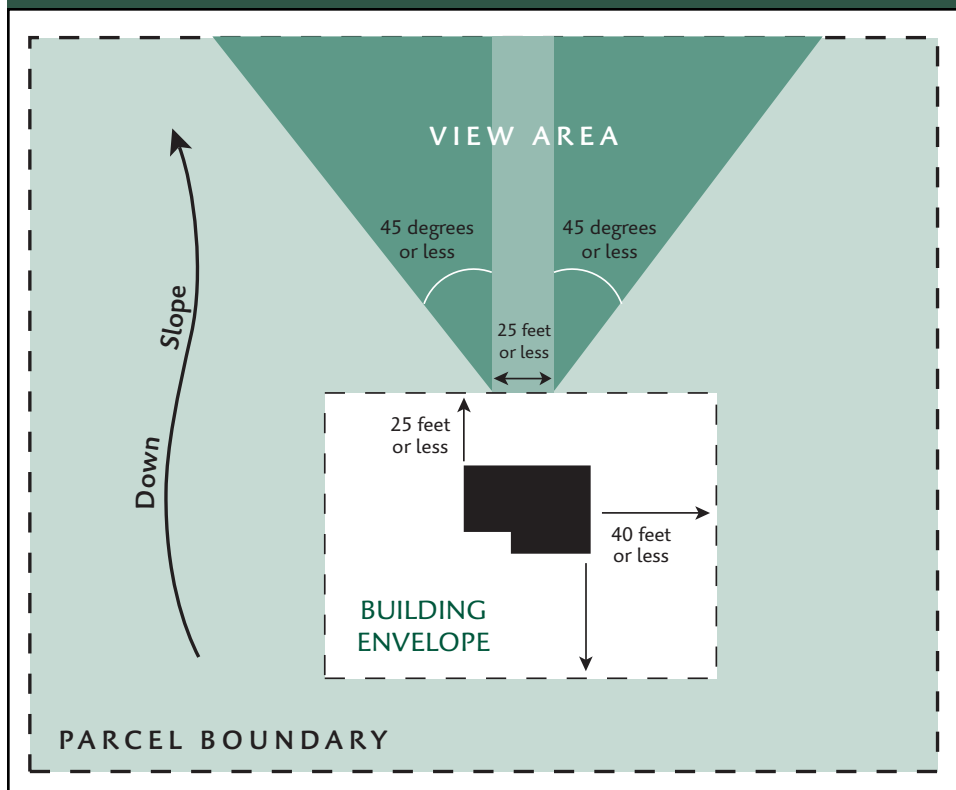 VIEW AREA
45 degrees
or less
45 degrees
or less
25 feet
or less
Down Slope
25 feet
or less
40 feet
or less
BUILDING
ENVELOPE
PARCEL BOUNDARY